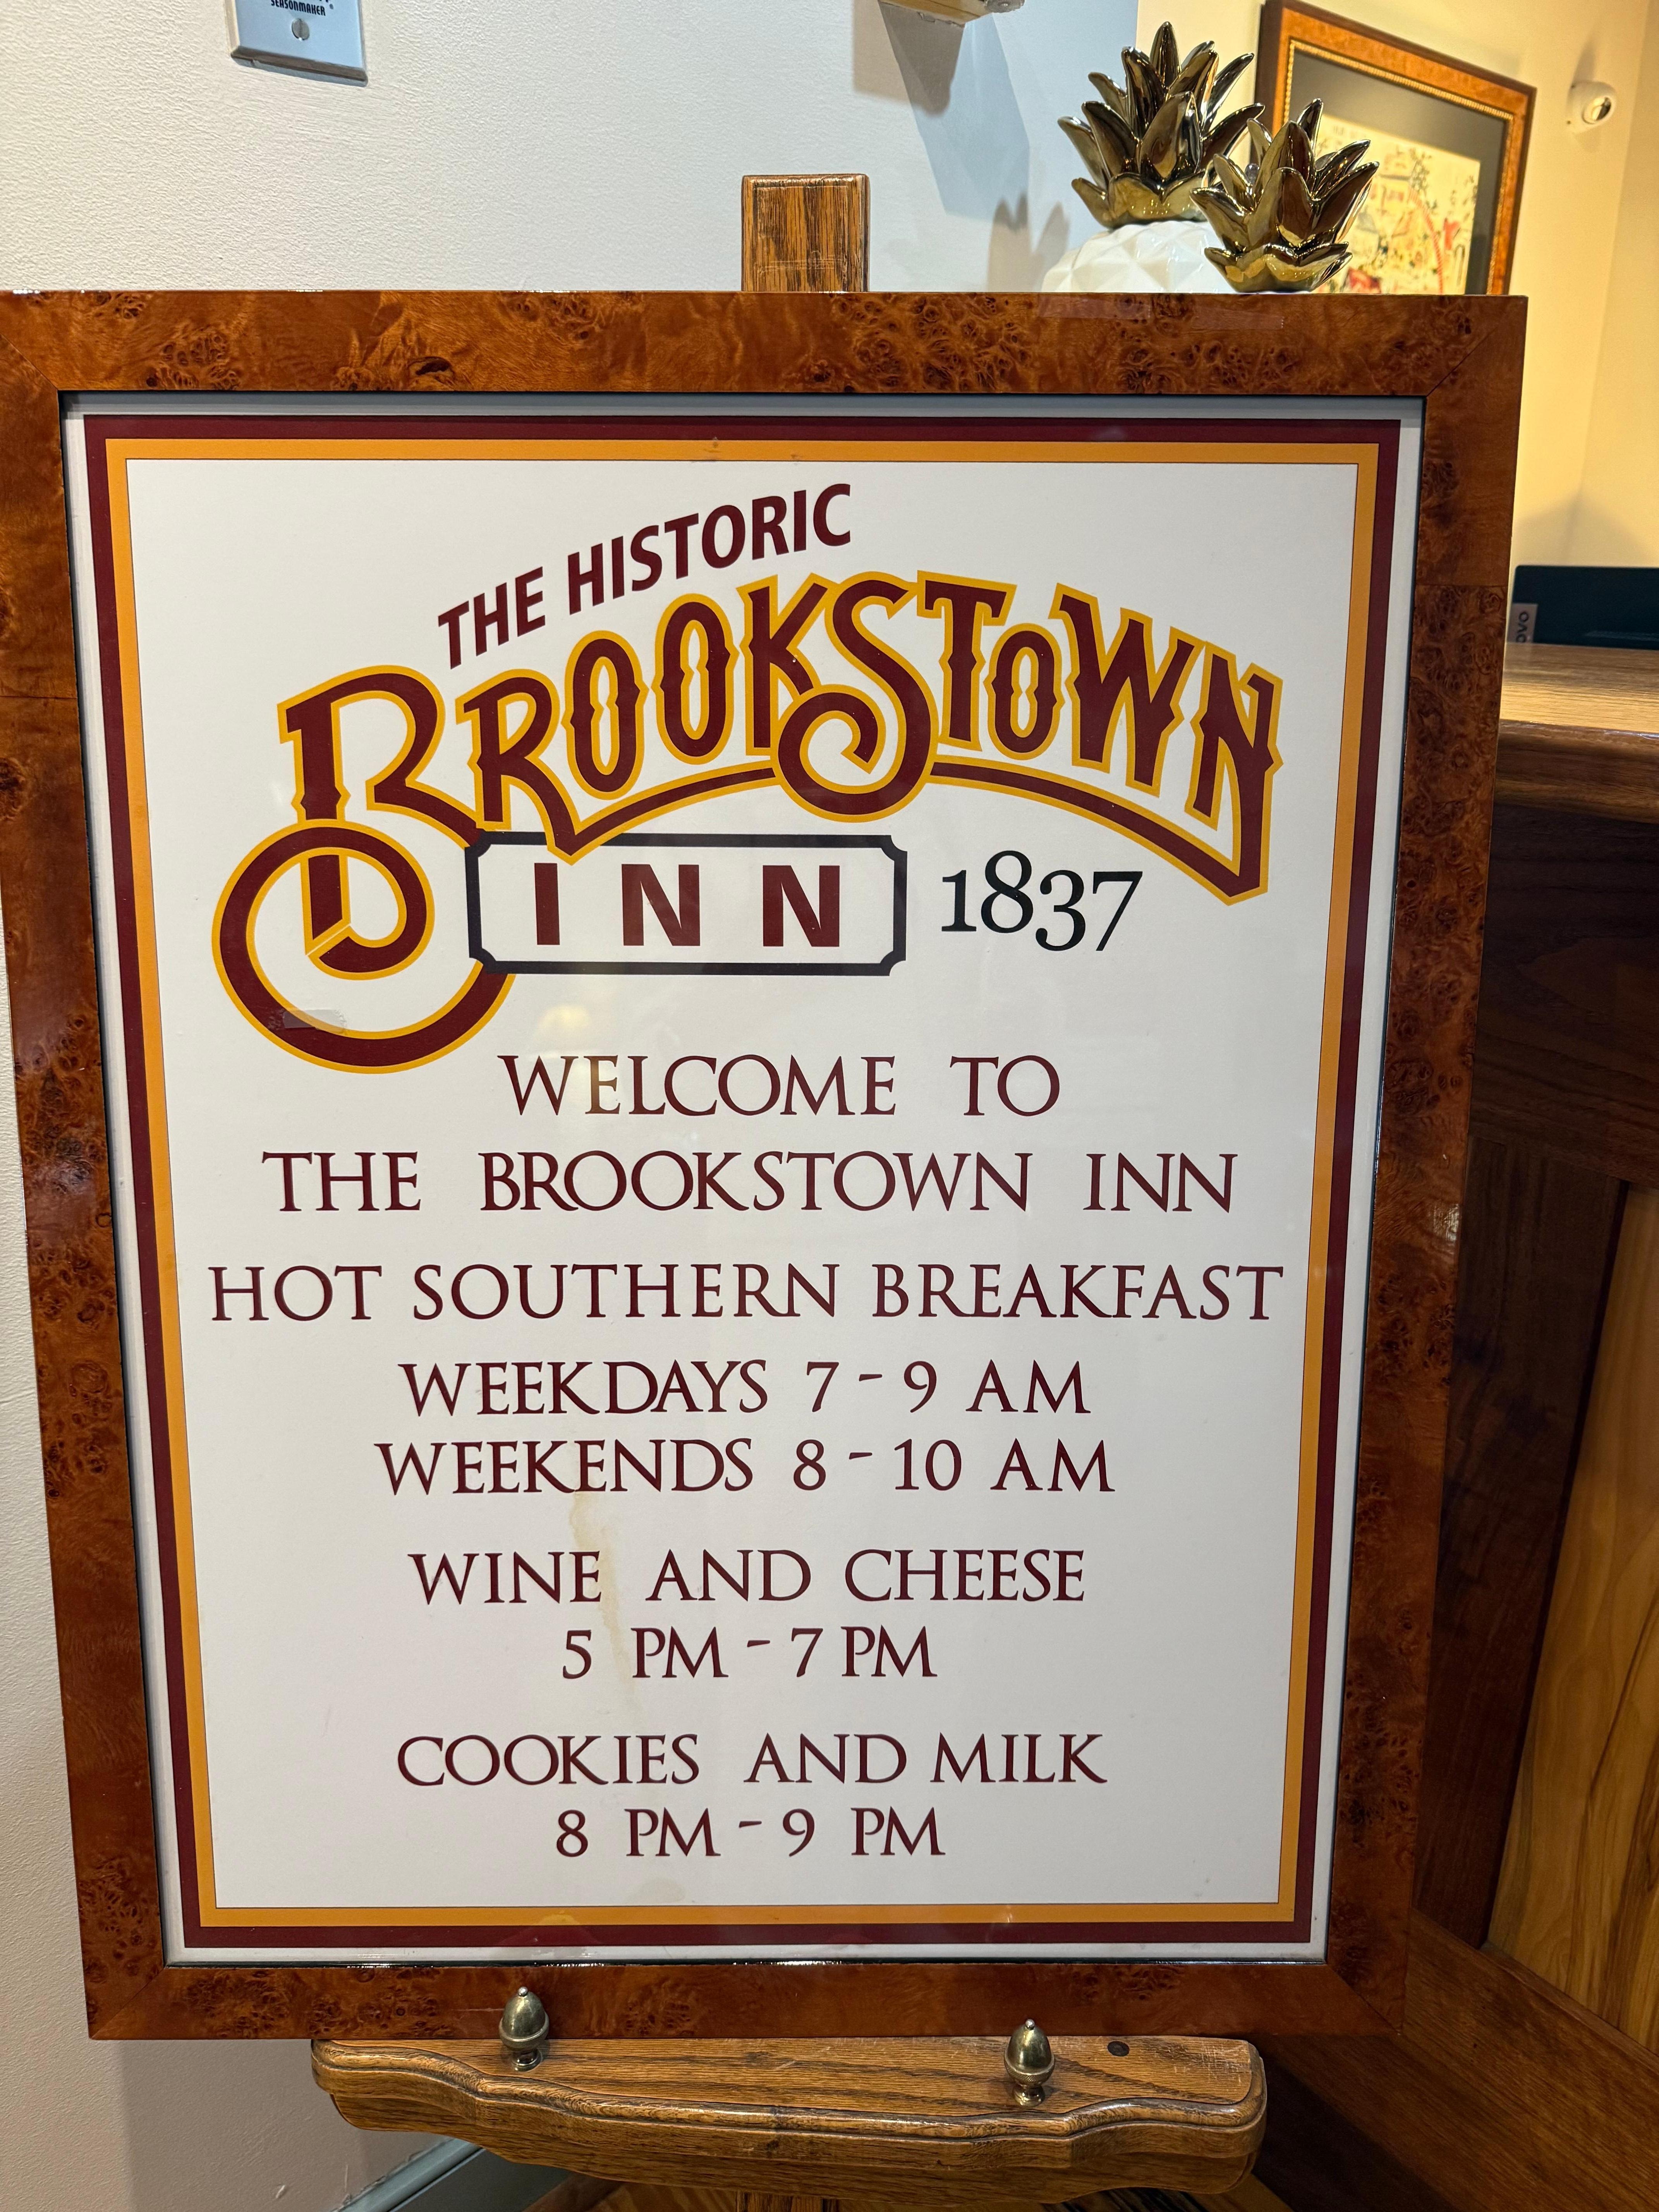 SEASONMAKER
THE HISTORIC
BROOKSTOWN
INN 1837
WELCOME TO
THE BROOKSTOWN INN
HOT SOUTHERN BREAKFAST
WEEKDAYS 7 - 9 AM
WEEKENDS 8 - 10 AM
WINE AND CHEESE
5 PM - 7 PM
COOKIES AND MILK
8 PM - 9 PM